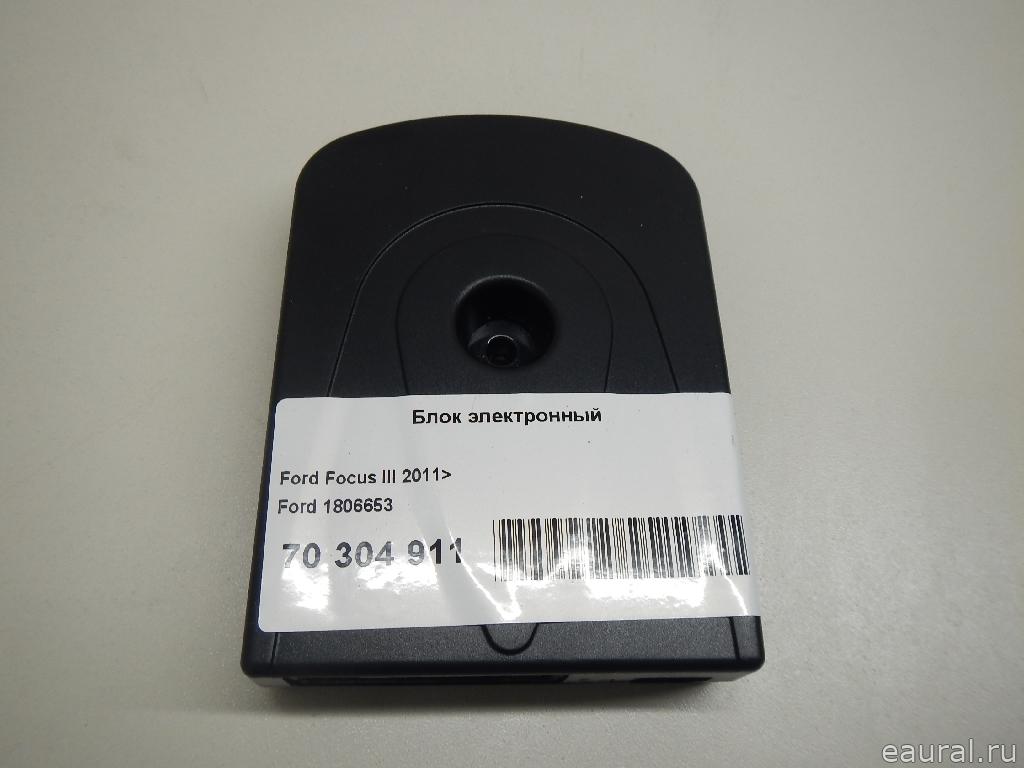 Блок электронный
Ford Focus III 2011>
Ford 1806653
70 304 911
eaural.ru